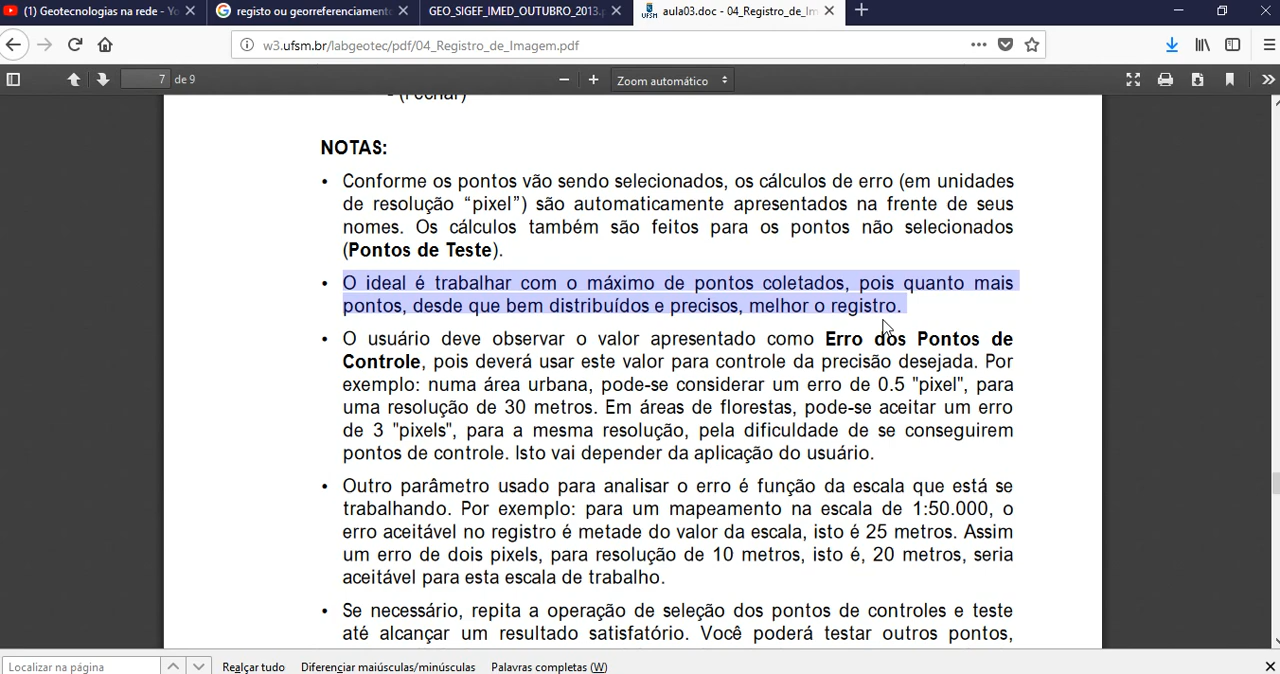 (1) Geotecnologias na rede - Yo
registo ou georreferenciament
GEO_SIGEF_IMED_OUTUBRO_2013.p
UFSM
aula03.doc - 04_Registro_de_Im
w3.ufsm.br/labgeotec/pdf/04_Registro_de_Imagem.pdf
7 de 9
Zoom automático
- (Fechar)
NOTAS:
• Conforme os pontos vão sendo selecionados, os cálculos de erro (em unidades
de resolução “pixel”) são automaticamente apresentados na frente de seus
nomes. Os cálculos também são feitos para os pontos não selecionados
(Pontos de Teste).
• O ideal é trabalhar com o máximo de pontos coletados, pois quanto mais
pontos, desde que bem distribuídos e precisos, melhor o registro.
• O usuário deve observar o valor apresentado como Erro dos Pontos de
Controle, pois deverá usar este valor para controle da precisão desejada. Por
exemplo: numa área urbana, pode-se considerar um erro de 0.5 "pixel", para
uma resolução de 30 metros. Em áreas de florestas, pode-se aceitar um erro
de 3 "pixels", para a mesma resolução, pela dificuldade de se conseguirem
pontos de controle. Isto vai depender da aplicação do usuário.
• Outro parâmetro usado para analisar o erro é função da escala que está se
trabalhando. Por exemplo: para um mapeamento na escala de 1:50.000, o
erro aceitável no registro é metade do valor da escala, isto é 25 metros. Assim
um erro de dois pixels, para resolução de 10 metros, isto é, 20 metros, seria
aceitável para esta escala de trabalho.
• Se necessário, repita a operação de seleção dos pontos de controles e teste
até alcançar um resultado satisfatório. Você poderá testar outros pontos,
Localizar na página
Realçar tudo
Diferenciar maiúsculas/minúsculas
Palavras completas (W)